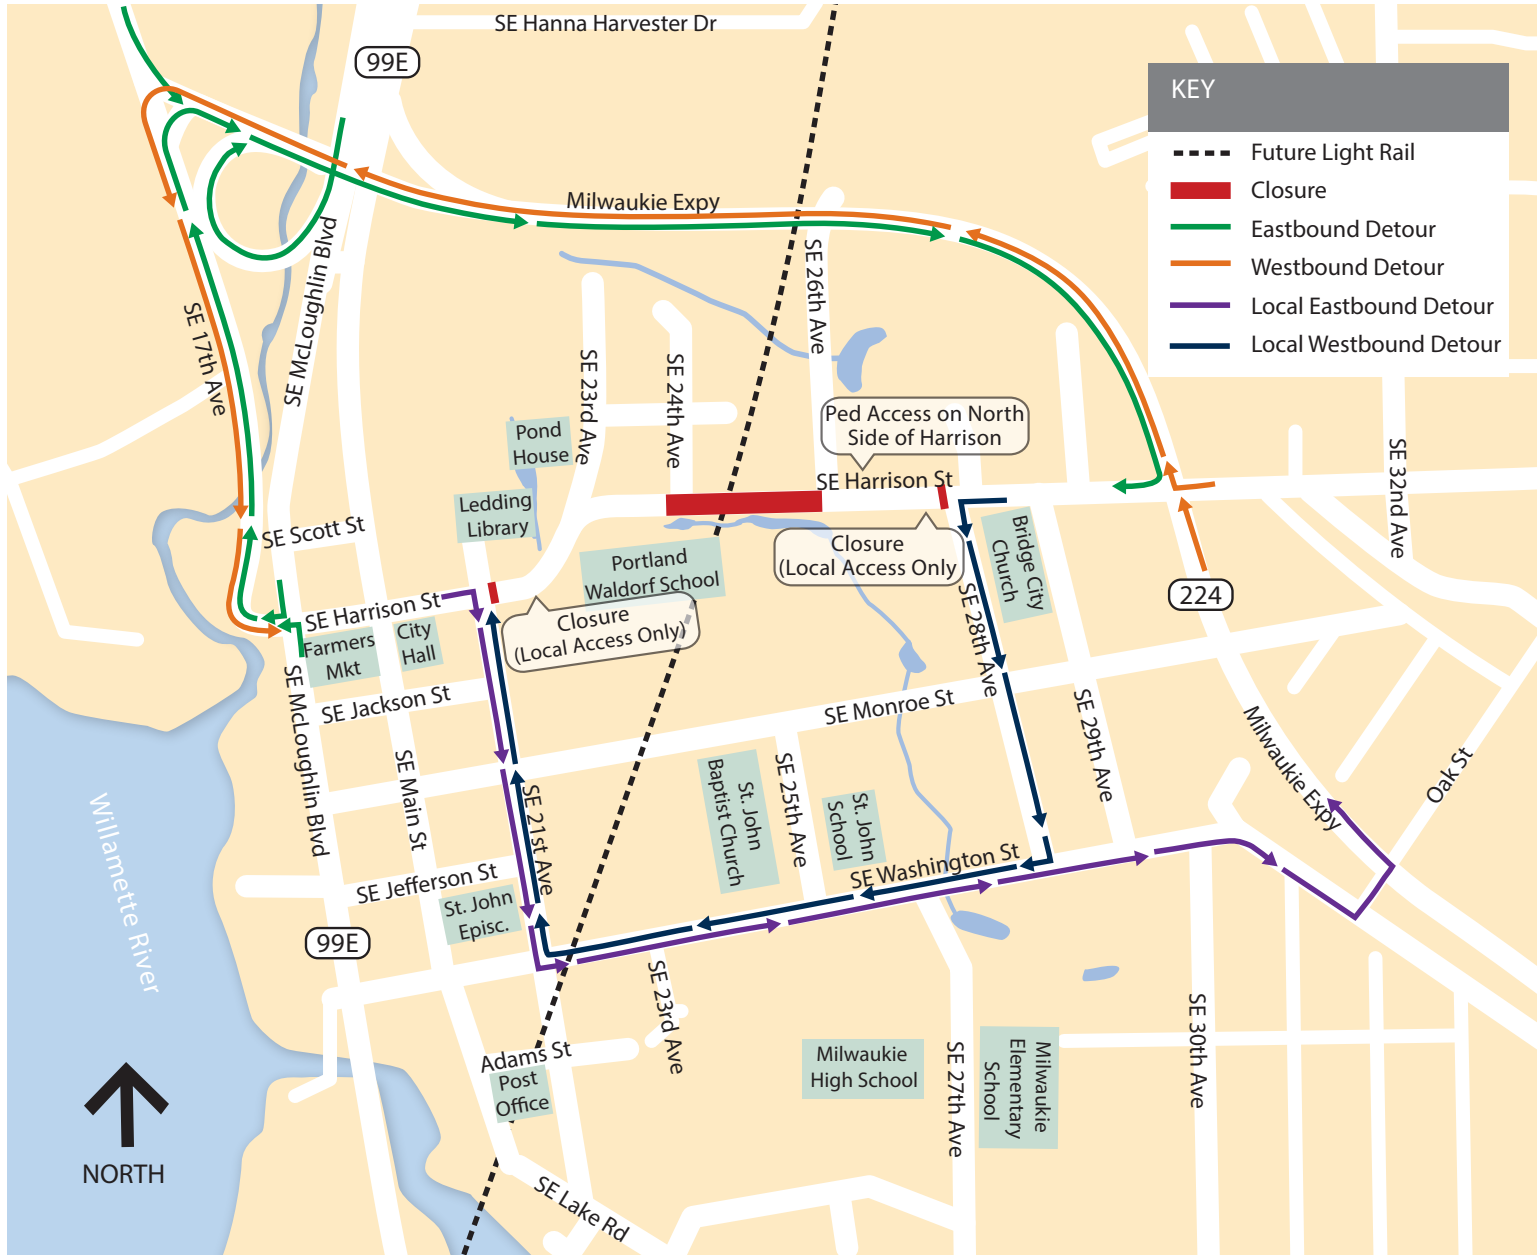 SE Hanna Harvester Dr
99E
KEY
Future Light Rail
Closure
Eastbound Detour
Westbound Detour
Local Eastbound Detour
Local Westbound Detour
Milwaukie Expy
SE McLoughlin Blvd
SE 17th Ave
SE 26th Ave
SE 23rd Ave
SE 24th Ave
Ped Access on North
Side of Harrison
Pond
House
SE Harrison St
SE 32nd Ave
Ledding
Library
SE Scott St
Closure
(Local Access Only
Bridge City
Church
Portland
Waldorf School
224
SE Harrison St
Closure
(Local Access Only)
SE 28th Ave
Farmers
Mkt
City
Hall
SE Jackson St
SE McLoughlin Blvd
SE Monroe St
SE 29th Ave
Milwaukie Expy
Oak St
SE Main St
SE 21st Ave
St. John
Baptist Church
SE 25th Ave
St. John
School
SE Washington St
Willamette River
SE Jefferson St
St. John
Episc.
99E
SE 23rd Ave
SE 30th Ave
Adams St
Post
Office
Milwaukie
High School
SE 27th Ave
Milwaukie
Elementary
School
NORTH
SE Lake Rd